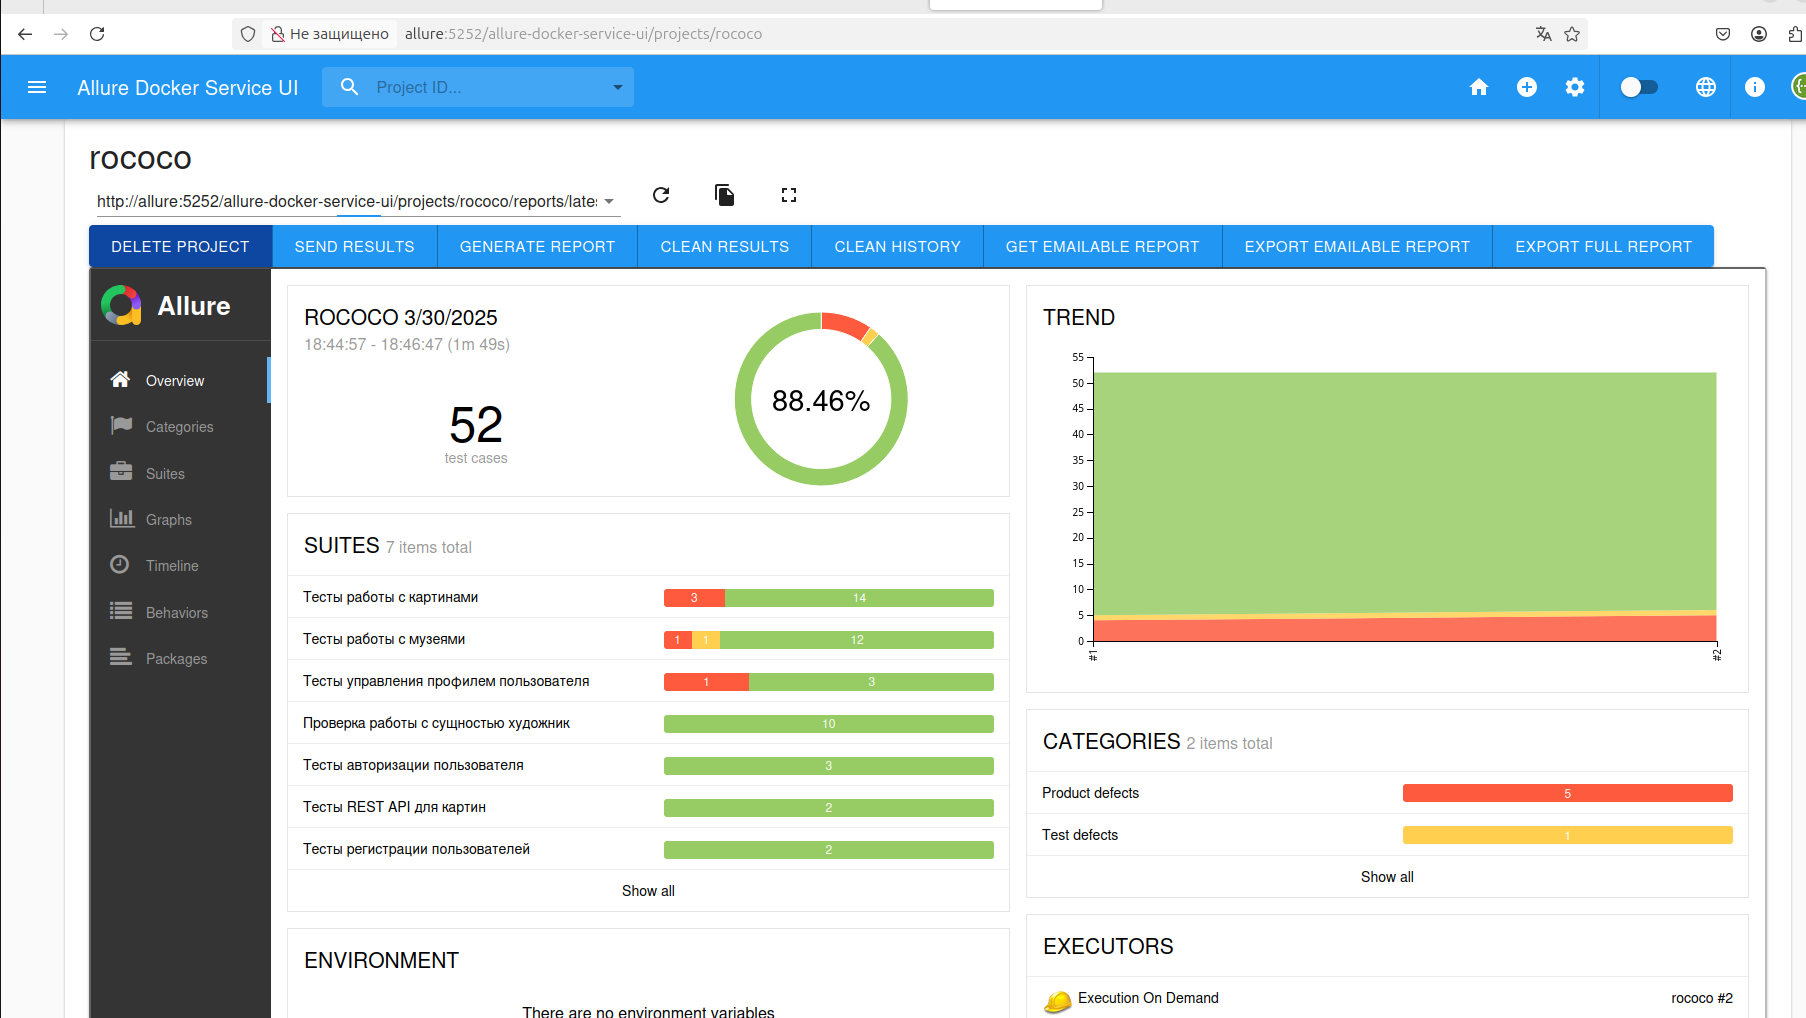 Не защищено allure:5252/allure-docker-service-ui/projects/rococo
Allure Docker Service UI Project ID...
rococo
http://allure:5252/allure-docker-service-ui/projects/rococo/reports/late
DELETE PROJECT SEND RESULTS GENERATE REPORT CLEAN RESULTS CLEAN HISTORY GET EMAILABLE REPORT EXPORT EMAILABLE REPORT EXPORT FULL REPORT
Allure
Overview
Categories
Suites
Graphs
Timeline
Behaviors
Packages
ROCOCO 3/30/2025
18:44:57 - 18:46:47 (1m 49s)
52
test cases
88.46%
SUITES 7 items total
Тесты работы с картинами 3 14
Тесты работы с музеями 1 1 12
Тесты управления профилем пользователя 1 3
Проверка работы с сущностью художник 10
Тесты авторизации пользователя 3
Тесты REST API для картин 2
Тесты регистрации пользователей 2
Show all
ENVIRONMENT
There are no environment variables
TREND
55
50
45
40
35
30
25
20
15
10
5
0
#1 #2
CATEGORIES 2 items total
Product defects 5
Test defects 1
Show all
EXECUTORS
Execution On Demand rococo #2